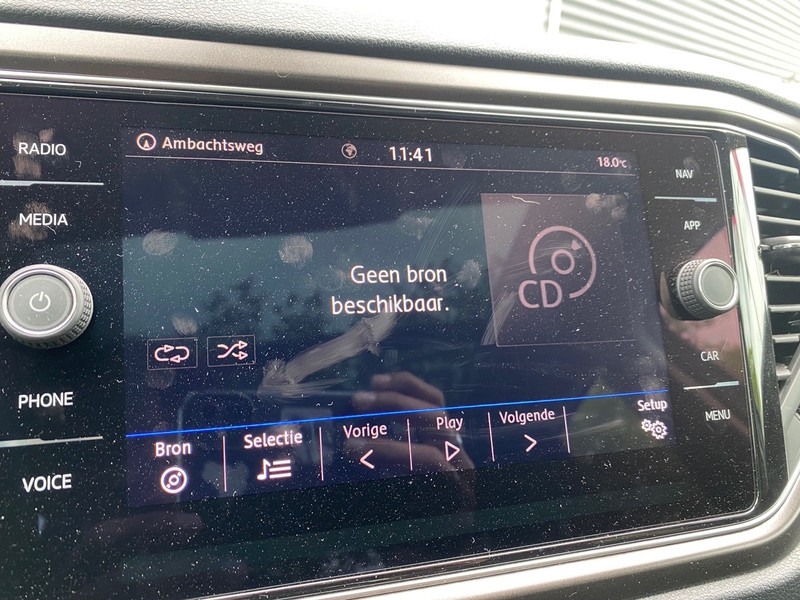 RADIO
MEDIA
PHONE
VOICE
Ambachtsweg
11:41
18.0°C
Geen bron
beschikbaar.
CD
Bron
Selectie
Vorige
Play
Volgende
Setup
NAV
APP
CAR
MENU